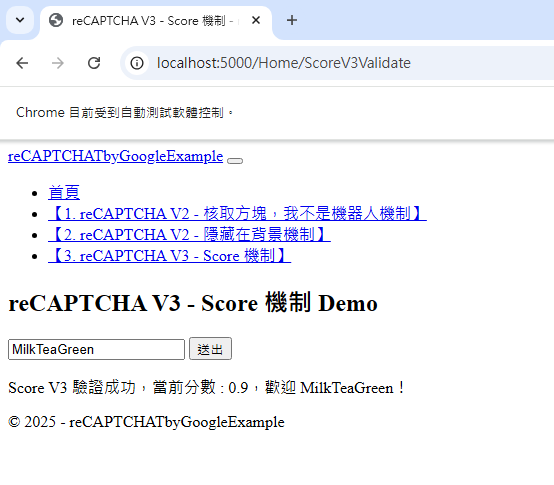 reCAPTCHA V3 - Score 機制 -
localhost:5000/Home/ScoreV3Validate
Chrome 目前受到自動測試軟體控制。
reCAPTCHATbyGoogleExample
首頁
【1. reCAPTCHA V2 - 核取方塊，我不是機器人機制】
【2. reCAPTCHA V2 - 隱藏在背景機制】
【3. reCAPTCHA V3 - Score 機制】
reCAPTCHA V3 - Score 機制 Demo
MilkTeaGreen 送出
Score V3 驗證成功，當前分數 : 0.9，歡迎 MilkTeaGreen！
© 2025 - reCAPTCHATbyGoogleExample